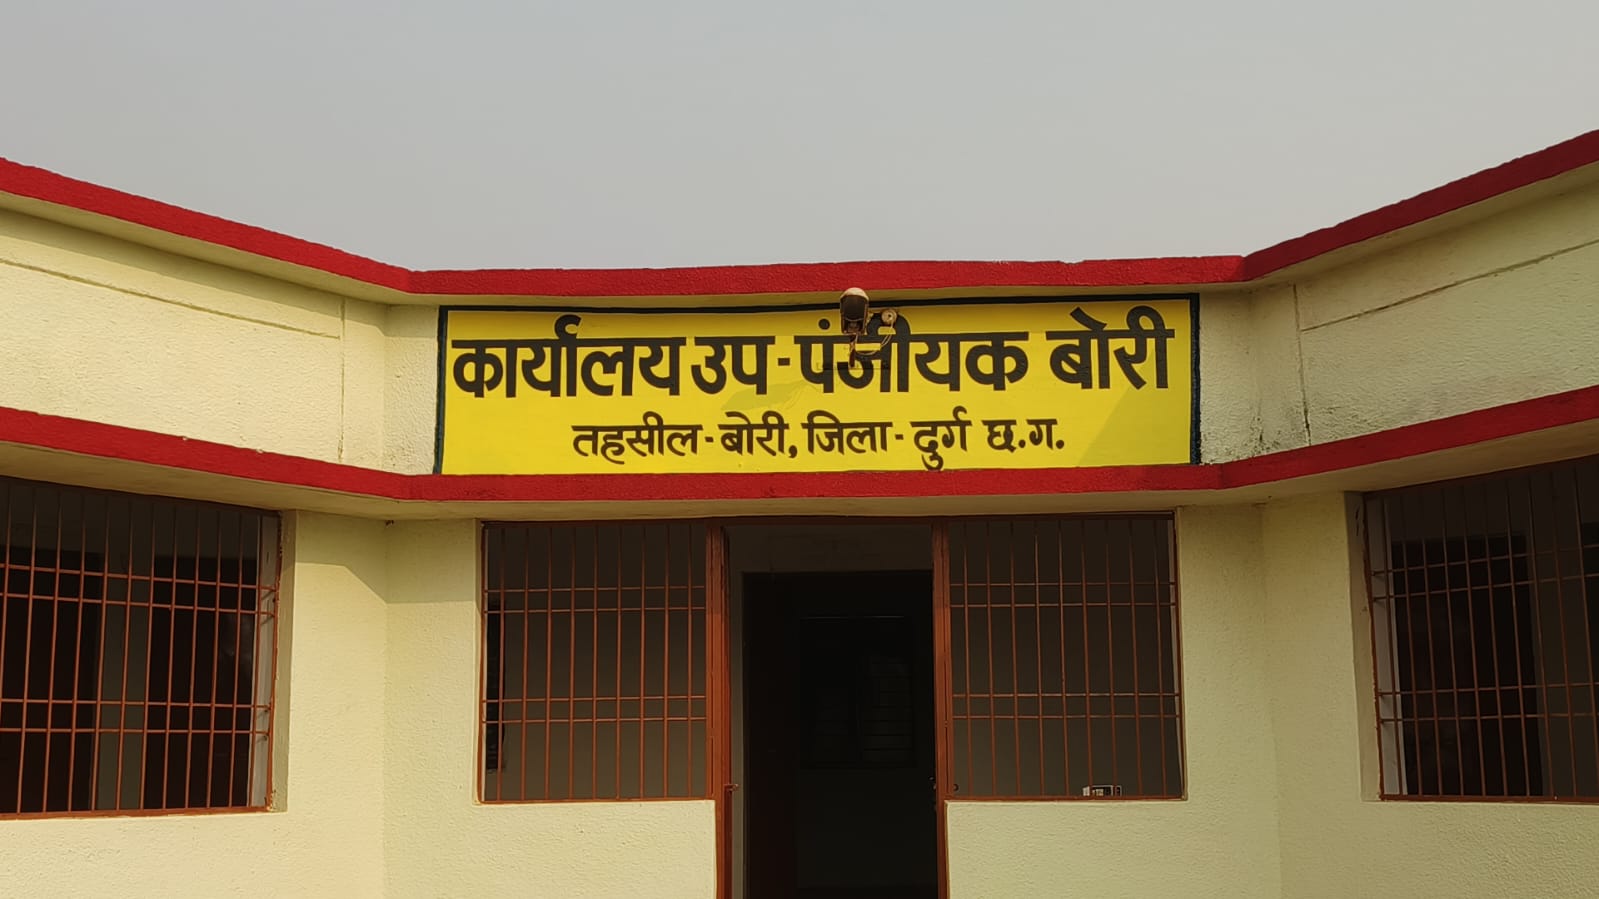 कार्यालय उप-पंजीयक बोरी
तहसील-बोरी, जिला-दुर्ग छ.ग.